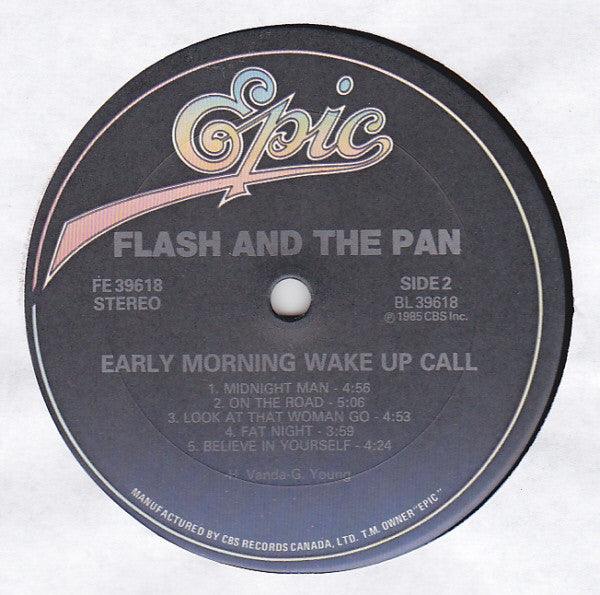 Epic
FLASH AND THE PAN
FE 39618
STEREO
SIDE 2
BL 39618
℗ 1985 CBS Inc.
EARLY MORNING WAKE UP CALL
1. MIDNIGHT MAN - 4:56
2. ON THE ROAD - 5:06
3. LOOK AT THAT WOMAN GO - 4:53
4. FAT NIGHT - 3:59
5. BELIEVE IN YOURSELF - 4:24
H. Vanda-G. Young
MANUFACTURED BY CBS RECORDS CANADA, LTD. T.M. OWNER "EPIC"